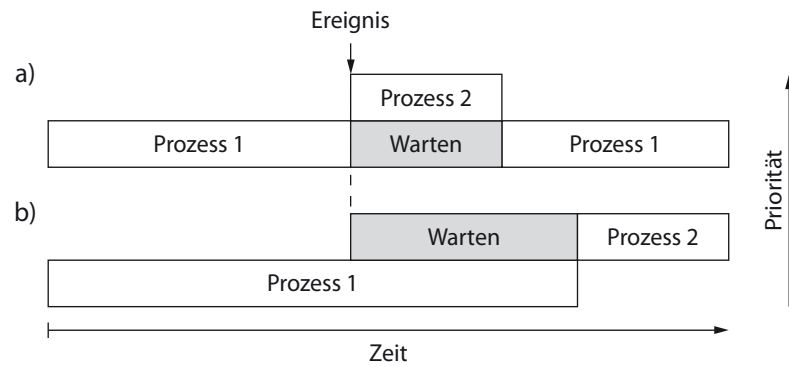 Ereignis
a)
Prozess 2
Prozess 1
Warten
Prozess 1
b)
Warten
Prozess 2
Prozess 1
Zeit
Priorität